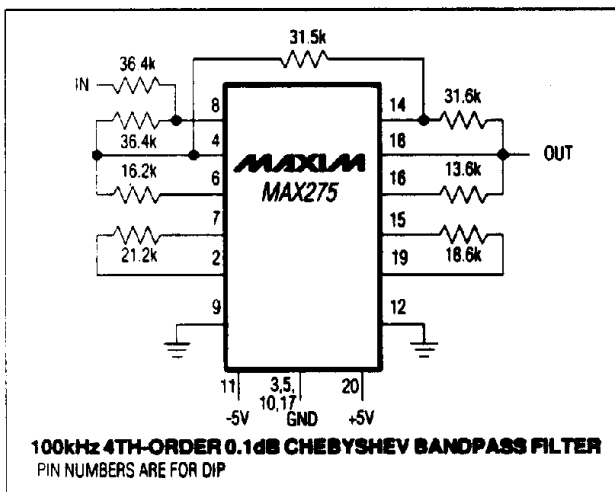 31.5k
36.4k
IN
8
14
31.6k
36.4k
4
18
OUT
MAXIM
MAX275
16.2k
6
16
13.6k
7
15
21.2k
2
19
18.6k
9
12
11
3,5,
10,17
20
-5V
GND
+5V
100kHz 4TH-ORDER 0.1dB CHEBYSHEV BANDPASS FILTER
PIN NUMBERS ARE FOR DIP